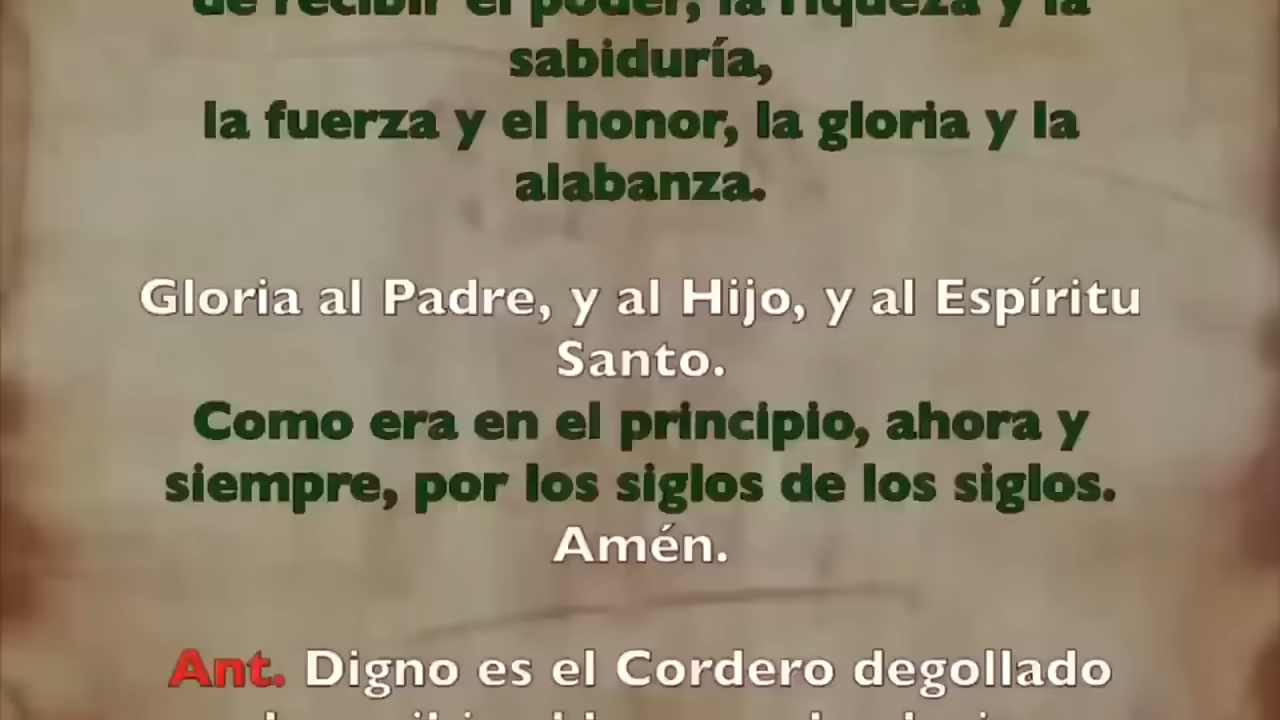 de recibir el poder, la riqueza y la
sabiduría,
la fuerza y el honor, la gloria y la
alabanza.
Gloria al Padre, y al Hijo, y al Espíritu
Santo.
Como era en el principio, ahora y
siempre, por los siglos de los siglos.
Amén.
Ant. Digno es el Cordero degollado